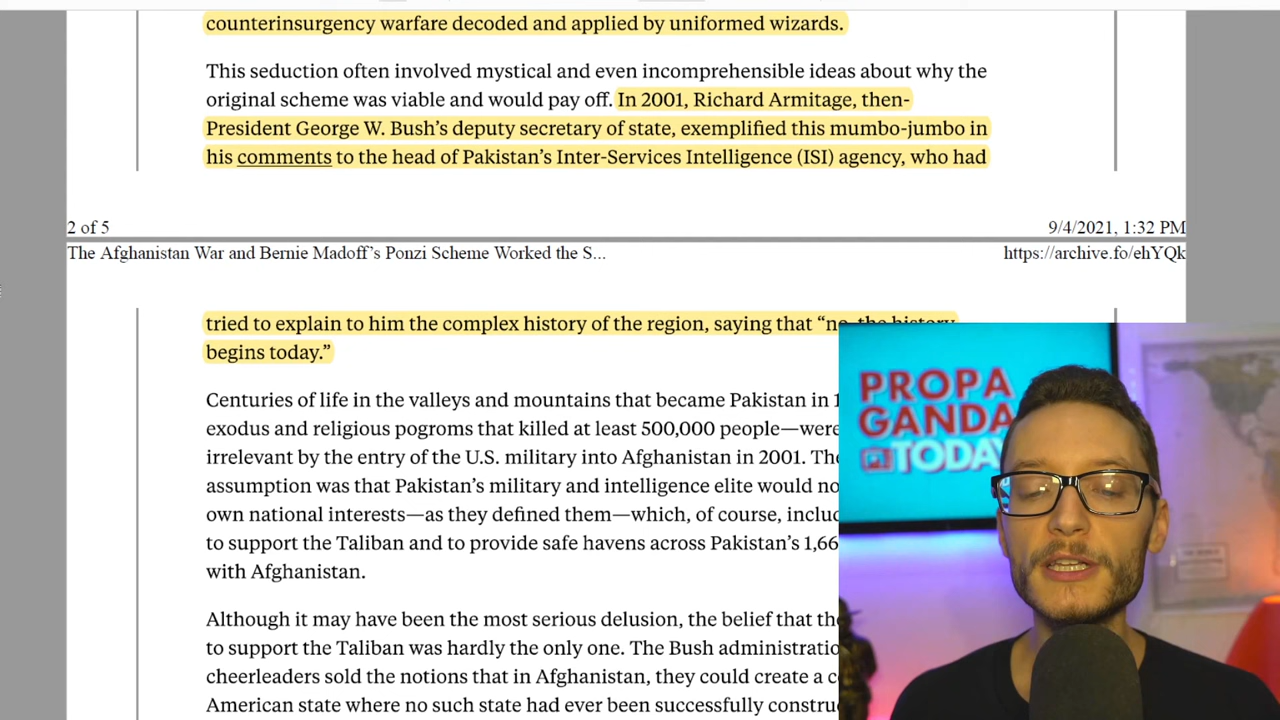 counterinsurgency warfare decoded and applied by uniformed wizards.
This seduction often involved mystical and even incomprehensible ideas about why the
original scheme was viable and would pay off. In 2001, Richard Armitage, then-
President George W. Bush’s deputy secretary of state, exemplified this mumbo-jumbo in
his comments to the head of Pakistan’s Inter-Services Intelligence (ISI) agency, who had
2 of 5
9/4/2021, 1:32 PM
The Afghanistan War and Bernie Madoff’s Ponzi Scheme Worked the S...
https://archive.fo/ehYQk
tried to explain to him the complex history of the region, saying that “no, the history
begins today.”
Centuries of life in the valleys and mountains that became Pakistan in 1
exodus and religious pogroms that killed at least 500,000 people—were
irrelevant by the entry of the U.S. military into Afghanistan in 2001. The
assumption was that Pakistan’s military and intelligence elite would no
own national interests—as they defined them—which, of course, includ
to support the Taliban and to provide safe havens across Pakistan’s 1,66
with Afghanistan.
Although it may have been the most serious delusion, the belief that the
to support the Taliban was hardly the only one. The Bush administratio
cheerleaders sold the notions that in Afghanistan, they could create a c
American state where no such state had ever been successfully constru
PROPA
GANDA
TODAY